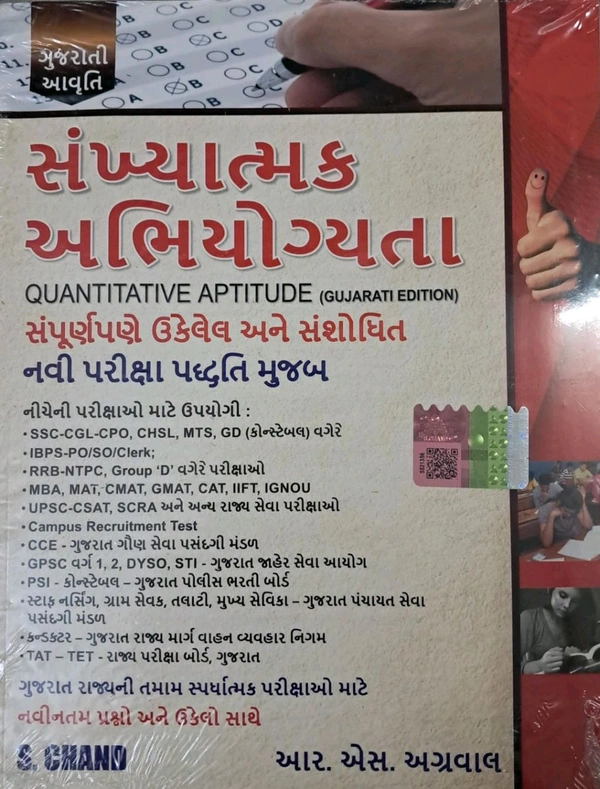 ગુજરાતી
આવૃતિ
સંખ્યાત્મક
અભિયોગ્યતા
QUANTITATIVE APTITUDE (GUJARATI EDITION)
સંપૂર્ણપણે ઉકેલેલ અને સંશોધિત
નવી પરીક્ષા પધ્ધતિ મુજબ
નીચેની પરીક્ષાઓ માટે ઉપયોગી :
• SSC-CGL-CPO, CHSL, MTS, GD (કોન્સ્ટેબલ) વગેરે
• IBPS-PO/SO/Clerk;
• RRB-NTPC, Group ‘D’ વગેરે પરીક્ષાઓ
• MBA, MAT, CMAT, GMAT, CAT, IIFT, IGNOU
• UPSC-CSAT, SCRA અને અન્ય રાજ્ય સેવા પરીક્ષાઓ
• Campus Recruitment Test
• CCE - ગુજરાત ગૌણ સેવા પસંદગી મંડળ
• GPSC વર્ગ 1, 2, DYSO, STI - ગુજરાત જાહેર સેવા આયોગ
• PSI - કોન્સ્ટેબલ – ગુજરાત પોલીસ ભરતી બોર્ડ
• સ્ટાફ નર્સિંગ, ગ્રામ સેવક, તલાટી, મુખ્ય સેવિકા – ગુજરાત પંચાયત સેવા
પસંદગી મંડળ
• કન્ડક્ટર – ગુજરાત રાજ્ય માર્ગ વાહન વ્યવહાર નિગમ
• TAT – TET - રાજ્ય પરીક્ષા બોર્ડ, ગુજરાત
ગુજરાત રાજ્યની તમામ સ્પર્ધાત્મક પરીક્ષાઓ માટે
નવીનતમ પ્રશ્નો અને ઉકેલો સાથે
S. CHAND
આર. એસ. અગ્રવાલ